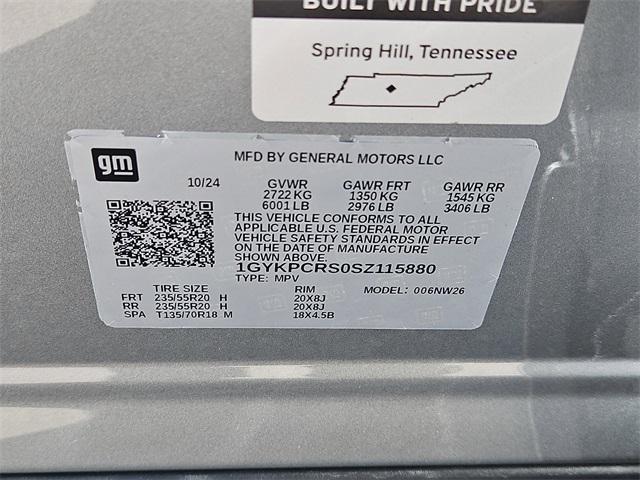 BUILT WITH PRIDE
Spring Hill, Tennessee
gm
MFD BY GENERAL MOTORS LLC
10/24 GVWR GAWR FRT GAWR RR
2722 KG 1350 KG 1545 KG
6001 LB 2976 LB 3406 LB
THIS VEHICLE CONFORMS TO ALL
APPLICABLE U.S. FEDERAL MOTOR
VEHICLE SAFETY STANDARDS IN EFFECT
ON THE DATE OF MANUFACTURE
SHOWN ABOVE.
1GYKPCRS0SZ115880
TYPE: MPV MODEL: 006NW26
TIRE SIZE RIM
FRT 235/55R20 H 20X8J
RR 235/55R20 H 20X8J
SPA T135/70R18 M 18X4.5B